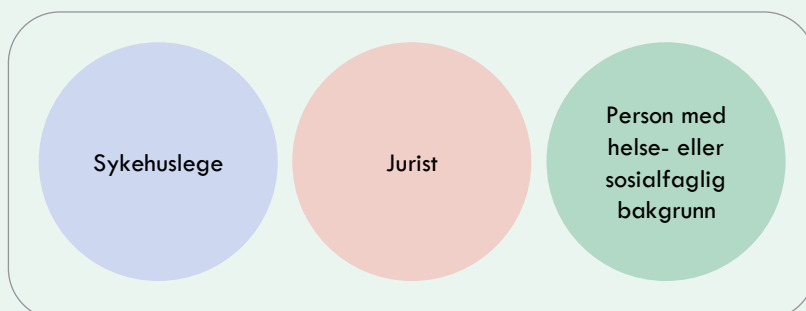 Sykehuslege
Jurist
Person med
helse- eller
sosialfaglig
bakgrunn